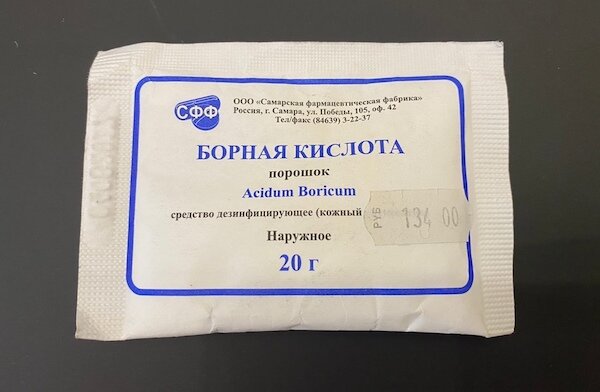 СФФ
ООО «Самарская фармацевтическая фабрика»
Россия, г. Самара, ул. Победы, 105, оф. 42
Тел/факс (84639) 3-22-37
БОРНАЯ КИСЛОТА
порошок
Acidum Boricum
средство дезинфицирующее (кожный
РУБ 134 00
Наружное
20 г